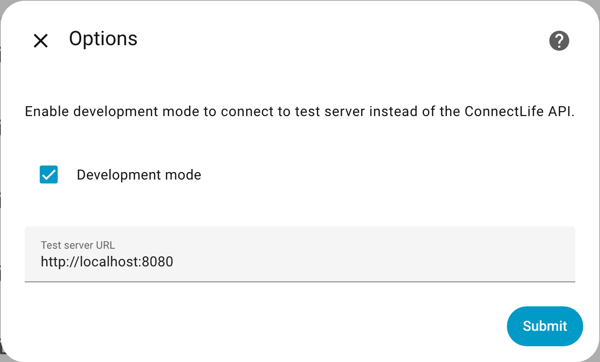 Options
Enable development mode to connect to test server instead of the ConnectLife API.
Development mode
Test server URL
http://localhost:8080
Submit